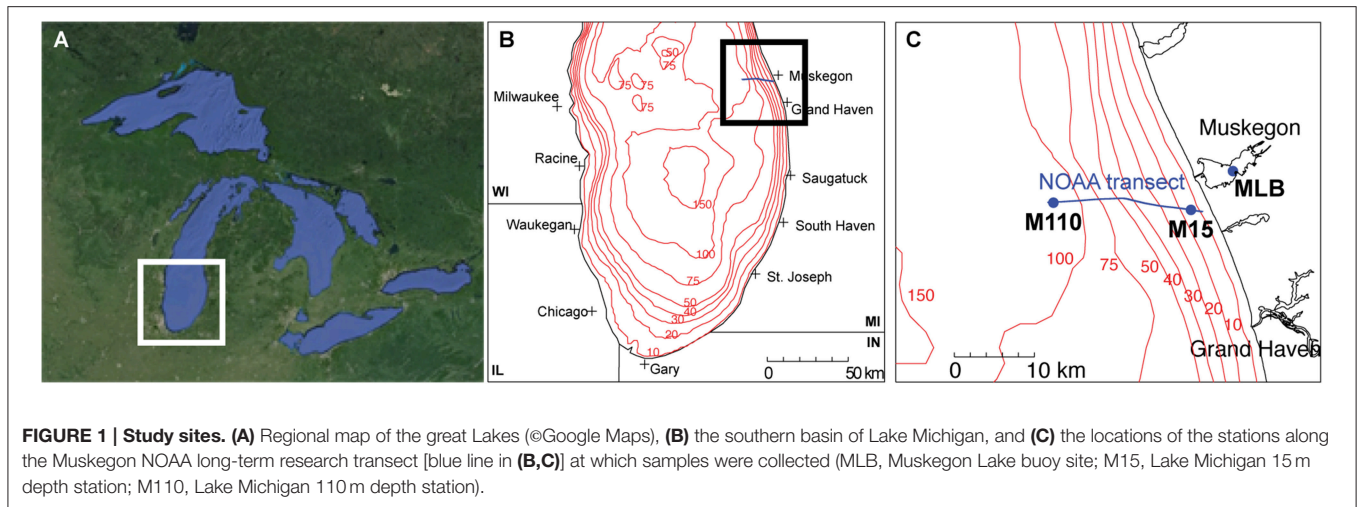 A
B
C
50
75
75
75
Muskegon
Grand Haven
Milwaukee
Racine
Saugatuck
150
WI
Waukegan
South Haven
100
St. Joseph
75
50
40
30
20
10
Chicago
MI
IN
IL
Gary
0 50 km
Muskegon
NOAA transect
MLB
M110
M15
100
75
50
40
30
20
10
150
Grand Haven
0 10 km
FIGURE 1 | Study sites. (A) Regional map of the great Lakes (©Google Maps), (B) the southern basin of Lake Michigan, and (C) the locations of the stations along
the Muskegon NOAA long-term research transect [blue line in (B,C)] at which samples were collected (MLB, Muskegon Lake buoy site; M15, Lake Michigan 15 m
depth station; M110, Lake Michigan 110 m depth station).